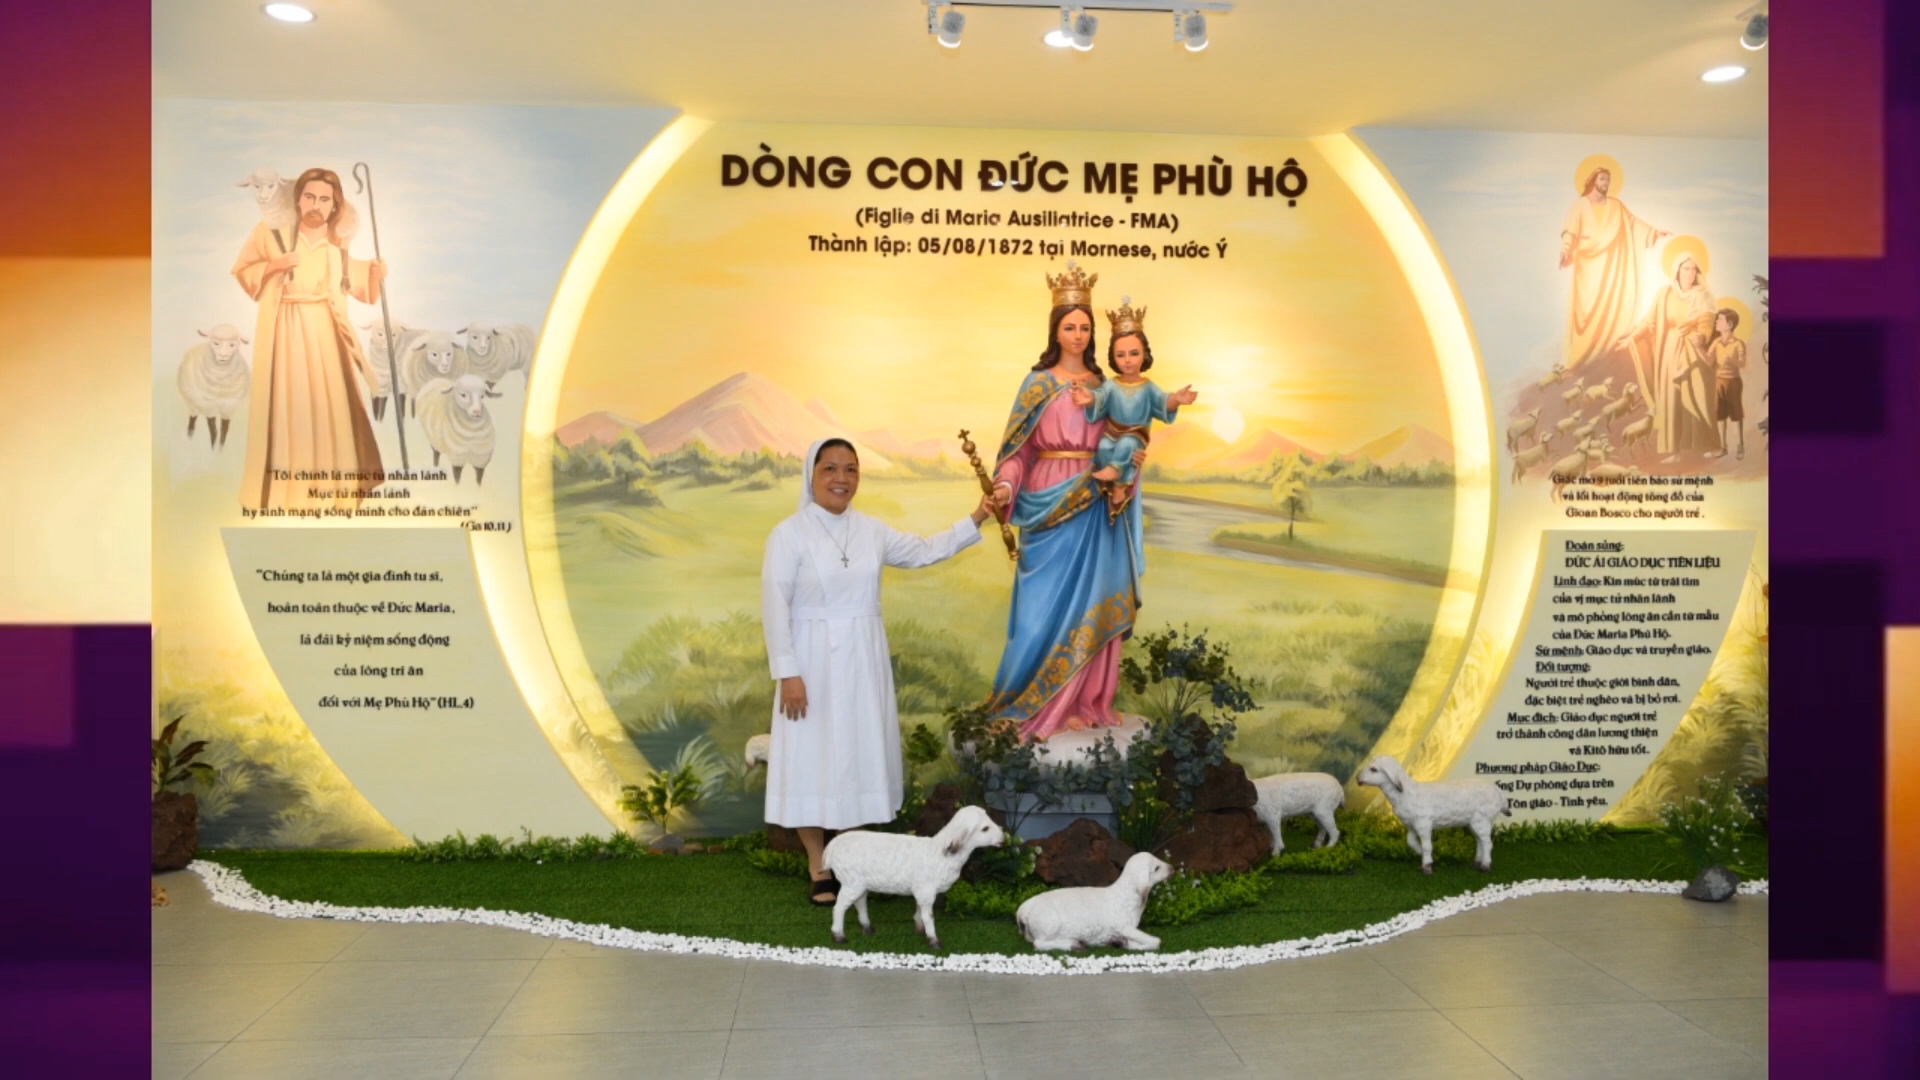 DÒNG CON ĐỨC MẸ PHÙ HỘ
(Figlie di Maria Ausiliatrice - FMA)
Thành lập: 05/08/1872 tại Mornese, nước Ý
"Tôi chính là mục tử nhân lành
Mục tử nhân lành
hy sinh mạng sống mình cho đàn chiên"
(Ga 10,11)
"Chúng ta là một gia đình tu sĩ,
hoàn toàn thuộc về Đức Maria,
là đài kỷ niệm sống động
của lòng tri ân
đối với Mẹ Phù Hộ" (HL.4)
Giấc mơ 9 tuổi tiên báo sứ mệnh
và lối hoạt động tông đồ của
Gioan Bosco cho người trẻ.
Đoàn sủng:
ĐỨC ÁI GIÁO DỤC TIÊN LIỆU
Linh đạo: Kín múc từ trái tim
của vị mục tử nhân lành
và mô phỏng lòng ân cần từ mẫu
của Đức Maria Phù Hộ.
Sứ mệnh: Giáo dục và truyền giáo.
Đối tượng:
Người trẻ thuộc giới bình dân,
đặc biệt trẻ nghèo và bị bỏ rơi.
Mục đích: Giáo dục người trẻ
trở thành công dân lương thiện
và Kitô hữu tốt.
Phương pháp Giáo Dục:
Dự phòng dựa trên
Tôn giáo - Tình yêu.